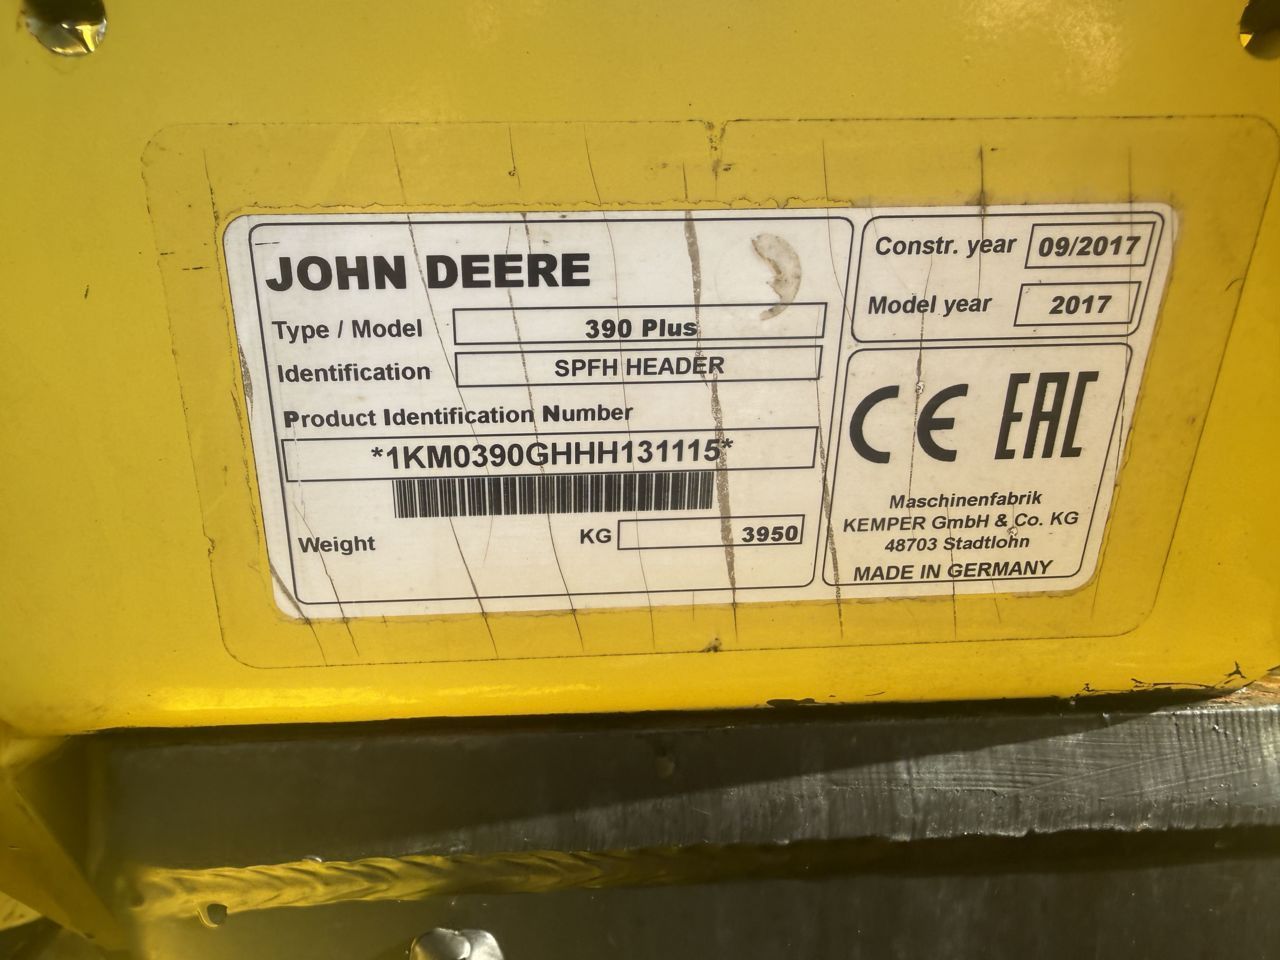 JOHN DEERE
Type / Model 390 Plus
Identification SPFH HEADER
Product Identification Number
*1KM0390GHHH131115*
Weight KG 3950
Constr. year 09/2017
Model year 2017
CE EAC
Maschinenfabrik
KEMPER GmbH & Co. KG
48703 Stadtlohn
MADE IN GERMANY